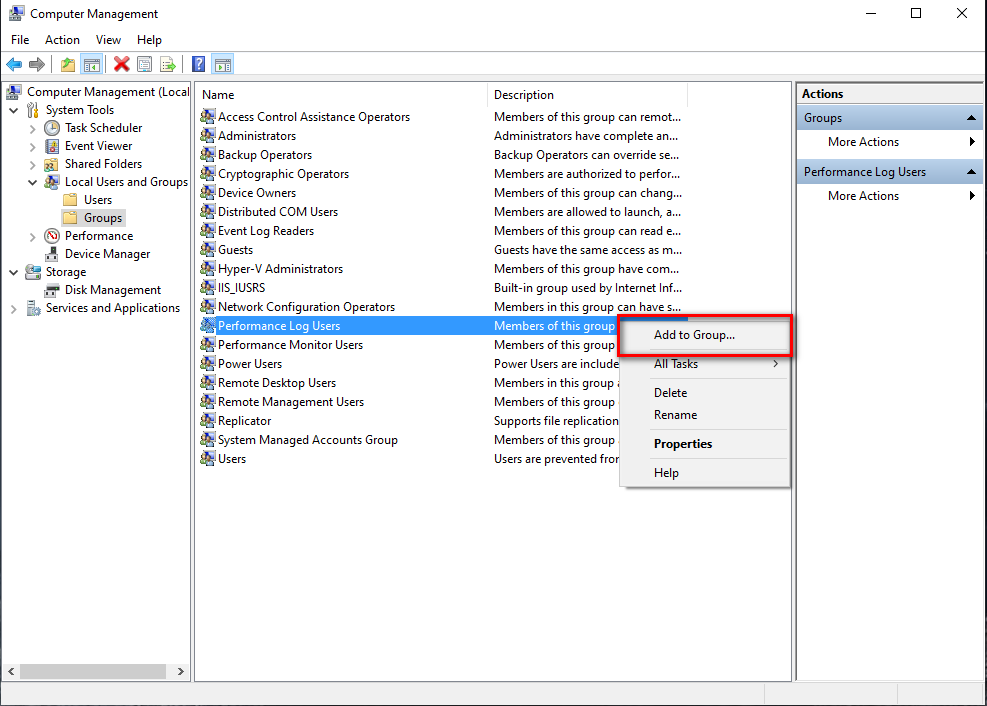 Computer Management
File Action View Help
Computer Management (Local
System Tools
Task Scheduler
Event Viewer
Shared Folders
Local Users and Groups
Users
Groups
Performance
Device Manager
Storage
Disk Management
Services and Applications
Name Description
Access Control Assistance Operators Members of this group can remot...
Administrators Administrators have complete an...
Backup Operators Backup Operators can override se...
Cryptographic Operators Members are authorized to perfor...
Device Owners Members of this group can chang...
Distributed COM Users Members are allowed to launch, a...
Event Log Readers Members of this group can read e...
Guests Guests have the same access as m...
Hyper-V Administrators Members of this group have com...
IIS_IUSRS Built-in group used by Internet Inf...
Network Configuration Operators Members in this group can have s...
Performance Log Users Members of this group
Performance Monitor Users Members of this group
Power Users Power Users are include
Remote Desktop Users Members in this group
Remote Management Users Members of this group
Replicator Supports file replication
System Managed Accounts Group Members of this group
Users Users are prevented from
Add to Group...
All Tasks
Delete
Rename
Properties
Help
Actions
Groups
More Actions
Performance Log Users
More Actions